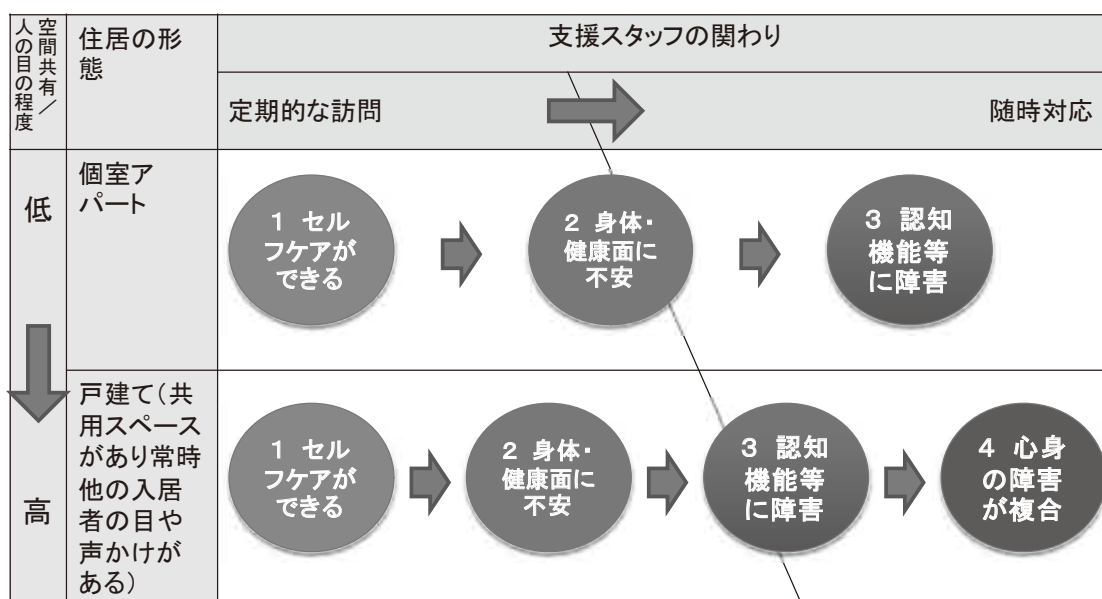 空間共有／
人の目の程度
住居の形
態
支援スタッフの関わり
定期的な訪問
随時対応
低
個室ア
パート
1 セル
フケアが
できる
2 身体・
健康面に
不安
3 認知
機能等
に障害
高
戸建て（共
用スペース
があり常時
他の入居
者の目や
声かけが
ある）
1 セル
フケアが
できる
2 身体・
健康面に
不安
3 認知
機能等
に障害
4 心身
の障害
が複合